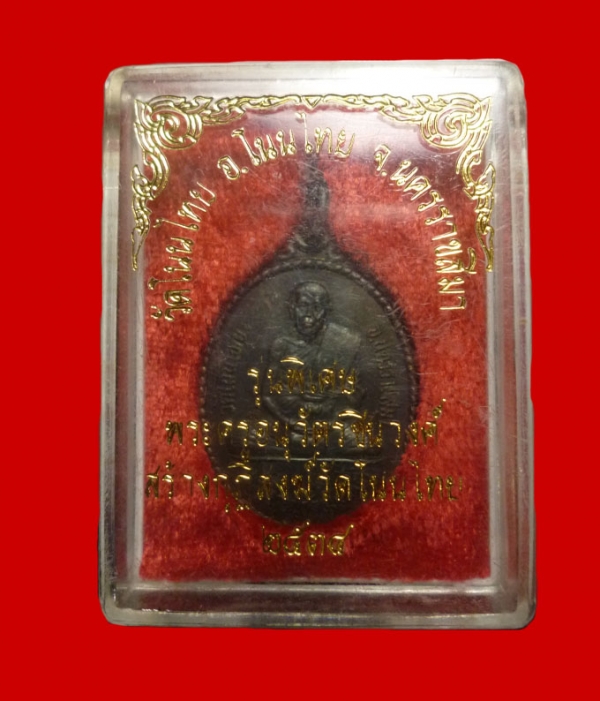 วัดโนนไทย อ.โนนไทย จ.นครราชสีมา
รุ่นพิเศษ
พระครูอนุวัตรชินวงศ์
สร้างกุฏิสงฆ์วัดโนนไทย
๒๕๓๔